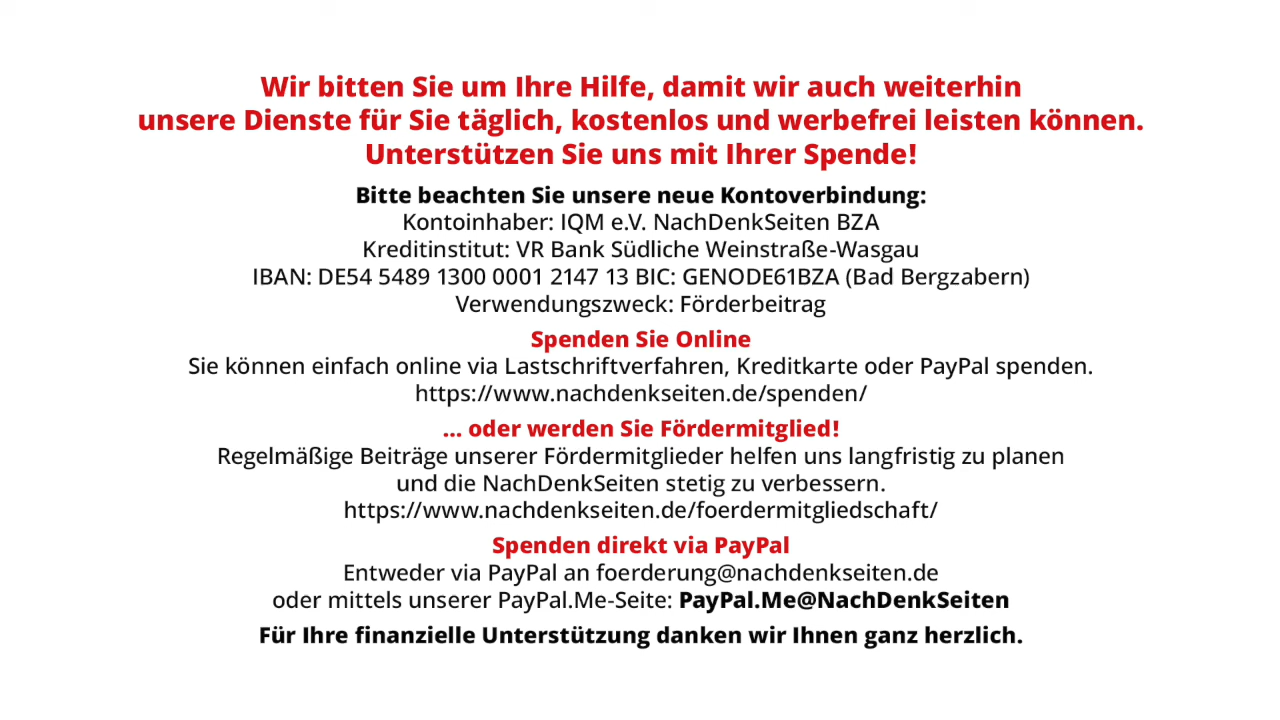 Wir bitten Sie um Ihre Hilfe, damit wir auch weiterhin
unsere Dienste für Sie täglich, kostenlos und werbefrei leisten können.
Unterstützen Sie uns mit Ihrer Spende!
Bitte beachten Sie unsere neue Kontoverbindung:
Kontoinhaber: IQM e.V. NachDenkSeiten BZA
Kreditinstitut: VR Bank Südliche Weinstraße-Wasgau
IBAN: DE54 5489 1300 0001 2147 13 BIC: GENODE61BZA (Bad Bergzabern)
Verwendungszweck: Förderbeitrag
Spenden Sie Online
Sie können einfach online via Lastschriftverfahren, Kreditkarte oder PayPal spenden.
https://www.nachdenkseiten.de/spenden/
... oder werden Sie Fördermitglied!
Regelmäßige Beiträge unserer Fördermitglieder helfen uns langfristig zu planen
und die NachDenkSeiten stetig zu verbessern.
https://www.nachdenkseiten.de/foerdermitgliedschaft/
Spenden direkt via PayPal
Entweder via PayPal an foerderung@nachdenkseiten.de
oder mittels unserer PayPal.Me-Seite: PayPal.Me@NachDenkSeiten
Für Ihre finanzielle Unterstützung danken wir Ihnen ganz herzlich.